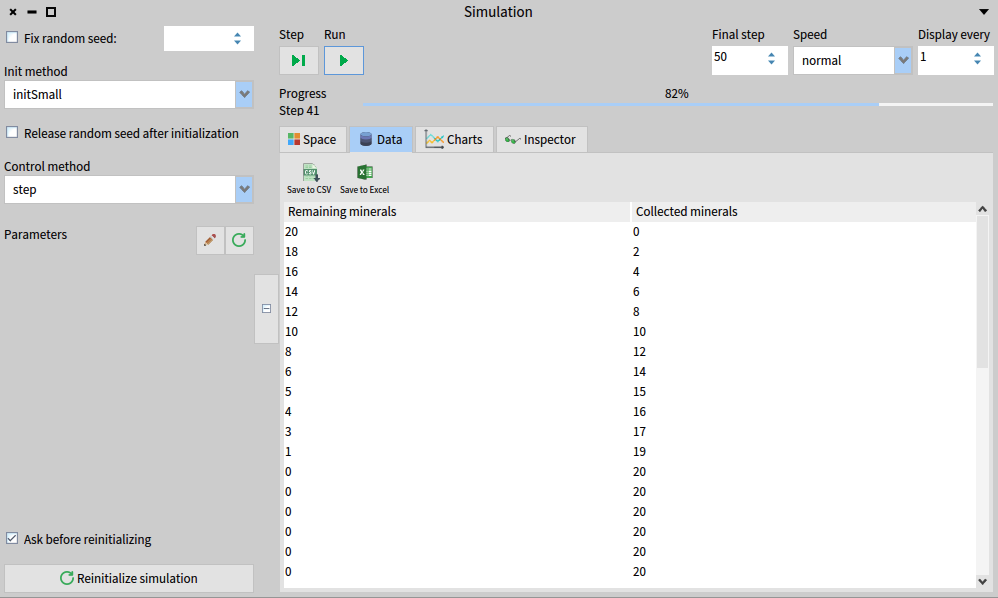 Simulation
Fix random seed:
Init method
initSmall
Release random seed after initialization
Control method
step
Parameters
Ask before reinitializing
Reinitialize simulation
Step Run
Final step Speed Display every
50 normal 1
Progress 82%
Step 41
Space Data Charts Inspector
CSV
Save to CSV Save to Excel
Remaining minerals Collected minerals
20 0
18 2
16 4
14 6
12 8
10 10
8 12
6 14
5 15
4 16
3 17
1 19
0 20
0 20
0 20
0 20
0 20
0 20